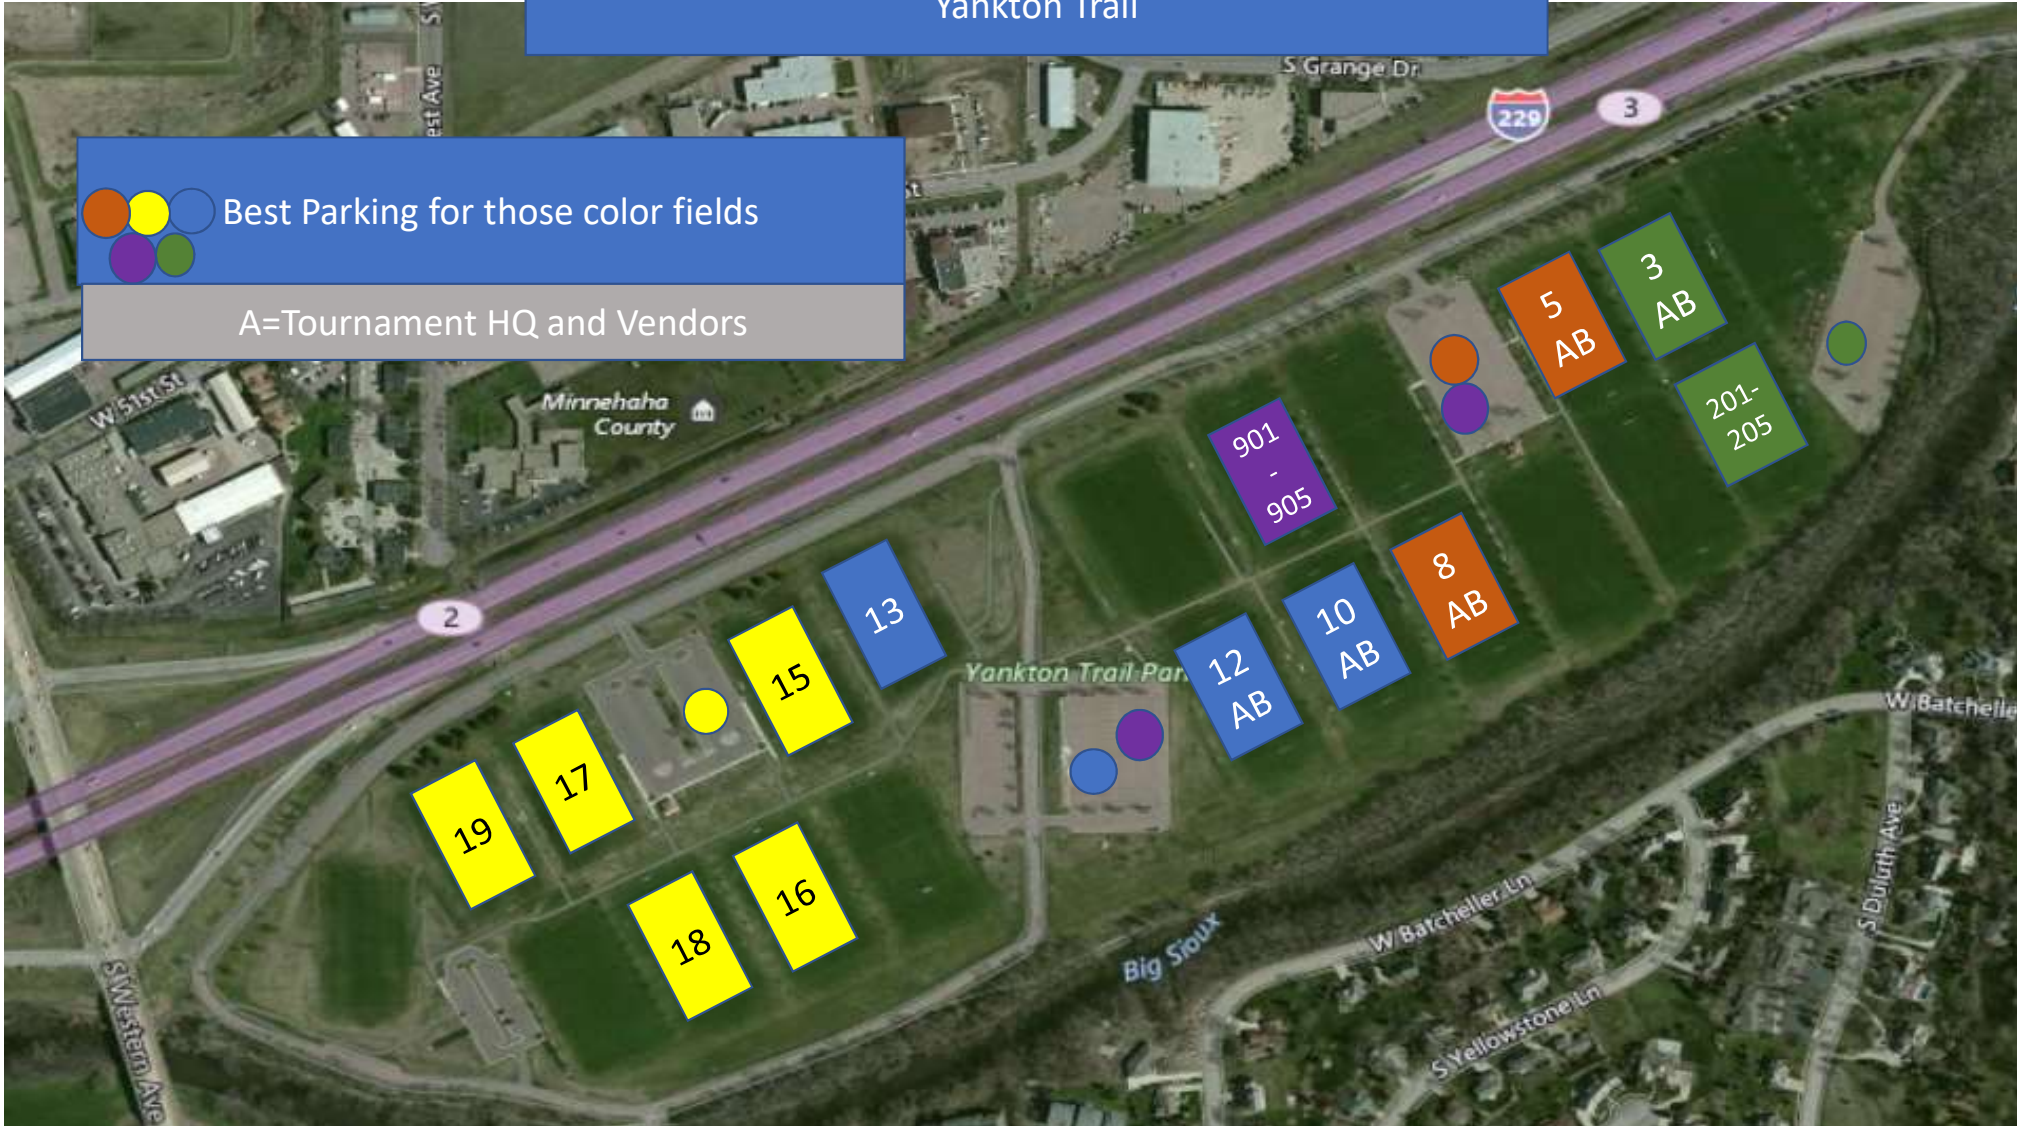 Yankton Trail
S Grange Dr
est Ave
229
3
Best Parking for those color fields
A=Tournament HQ and Vendors
W 51st St
Minnehaha
County
3
AB
5
AB
201-
205
901
-
905
8
AB
10
AB
12
AB
13
15
2
Yankton Trail Par
17
19
16
18
W Batchelle
W Batcheller Ln
S Duluth Ave
S Yellowstone Ln
Big Sioux
S Western Ave